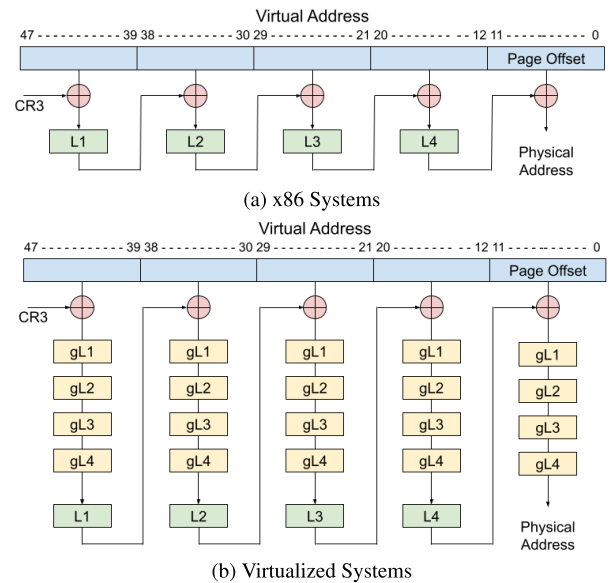 Virtual Address
47 - - - - - - - - - - - 39 38 - - - - - - - - - - - 30 29 - - - - - - - - - - - 21 20 - - - - - - - - - - - 12 11 - - - - - - - - - - - 0
Page Offset
CR3
L1 L2 L3 L4
Physical
Address
(a) x86 Systems
Virtual Address
47 - - - - - - - - - - - 39 38 - - - - - - - - - - - 30 29 - - - - - - - - - - - 21 20 - - - - - - - - - - - 12 11 - - - - - - - - - - - 0
Page Offset
CR3
gL1 gL1 gL1 gL1 gL1
gL2 gL2 gL2 gL2 gL2
gL3 gL3 gL3 gL3 gL3
gL4 gL4 gL4 gL4 gL4
L1 L2 L3 L4
Physical
Address
(b) Virtualized Systems